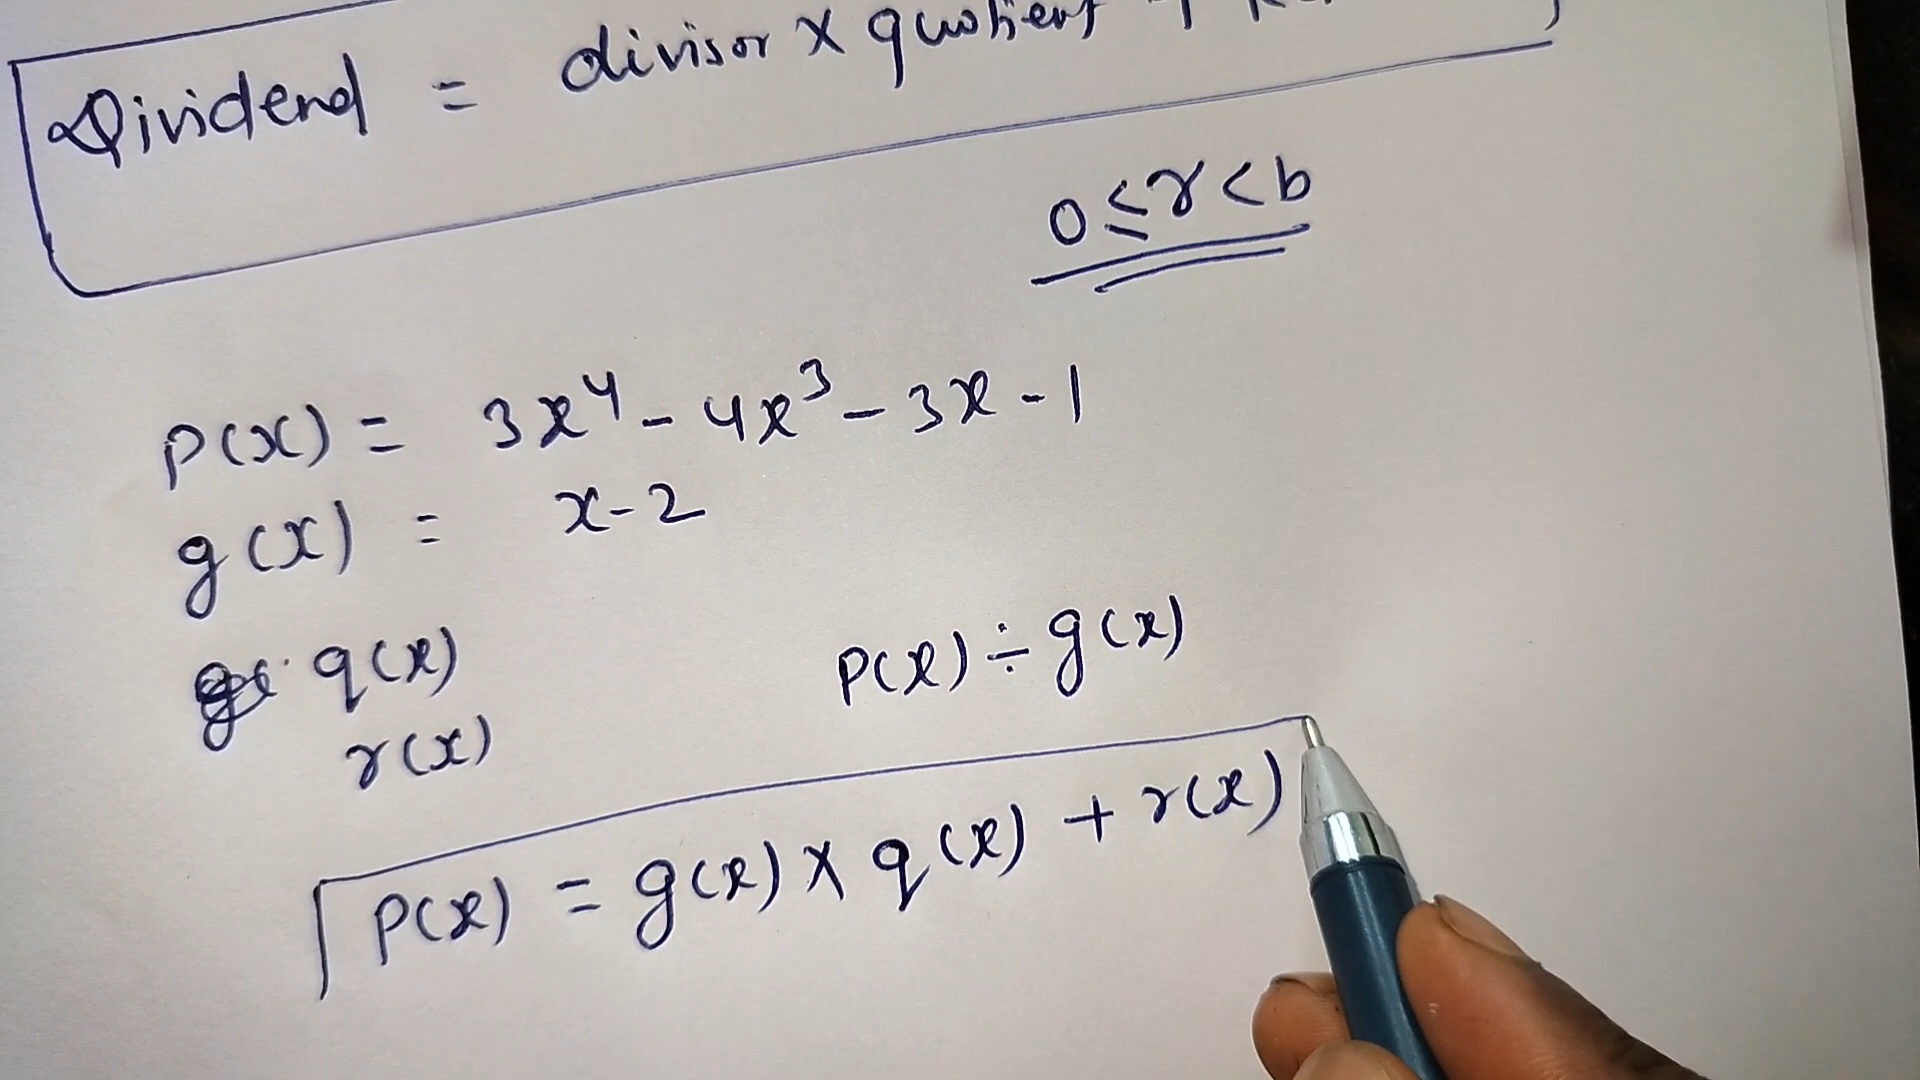 Dividend = divisor x quotient +
0 ≤ r < b
P(x) = 3x⁴ - 4x³ - 3x - 1
g(x) = x-2
q(x)
P(x) ÷ g(x)
r(x)
P(x) = g(x) x q(x) + r(x)